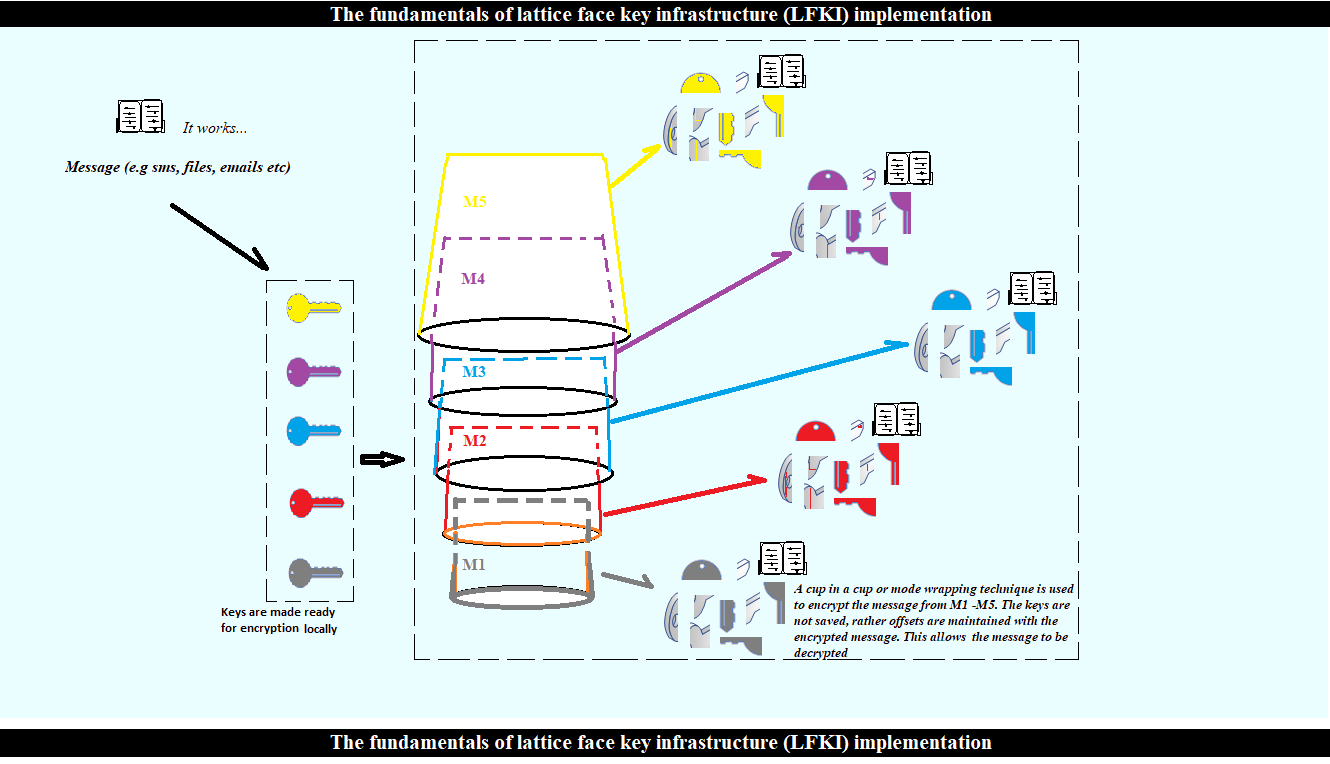 The fundamentals of lattice face key infrastructure (LFKI) implementation
It works...
Message (e.g sms, files, emails etc)
M5
M4
M3
M2
M1
Keys are made ready
for encryption locally
A cup in a cup or mode wrapping technique is used
to encrypt the message from M1 -M5. The keys are
not saved, rather offsets are maintained with the
encrypted message. This allows the message to be
decrypted
The fundamentals of lattice face key infrastructure (LFKI) implementation